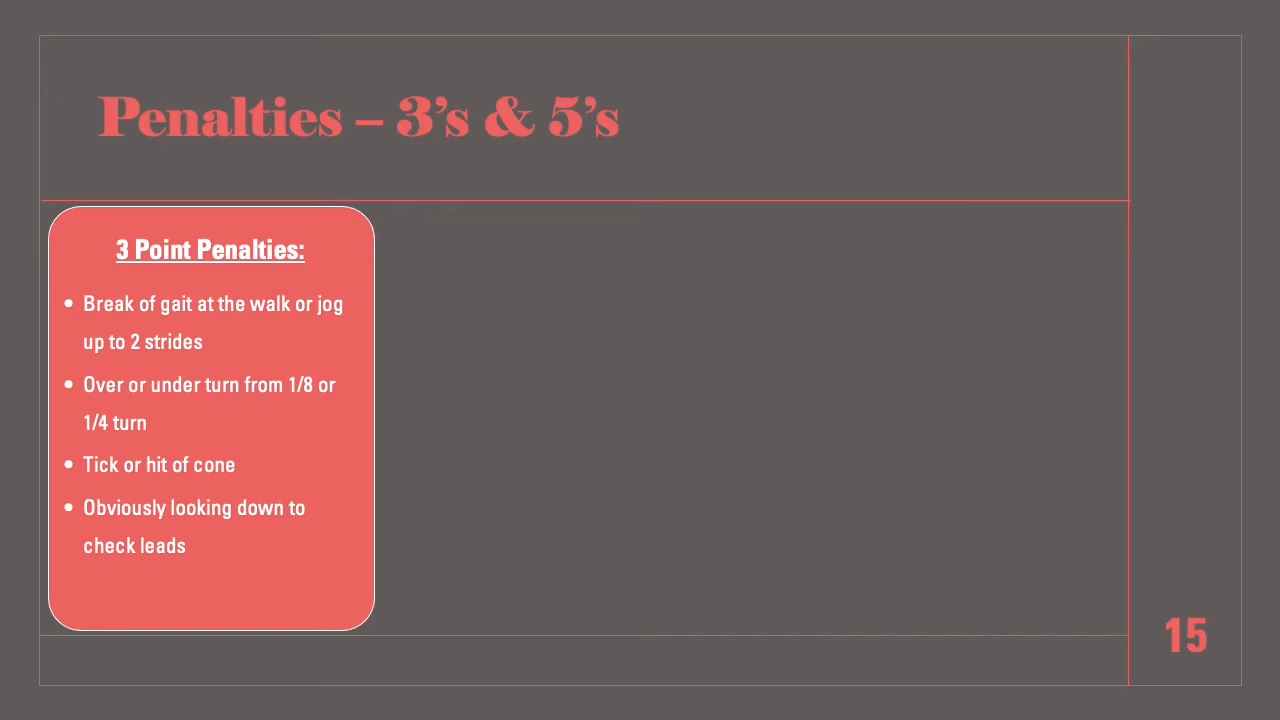 Penalties – 3’s & 5’s
3 Point Penalties:
• Break of gait at the walk or jog
up to 2 strides
• Over or under turn from 1/8 or
1/4 turn
• Tick or hit of cone
• Obviously looking down to
check leads
15